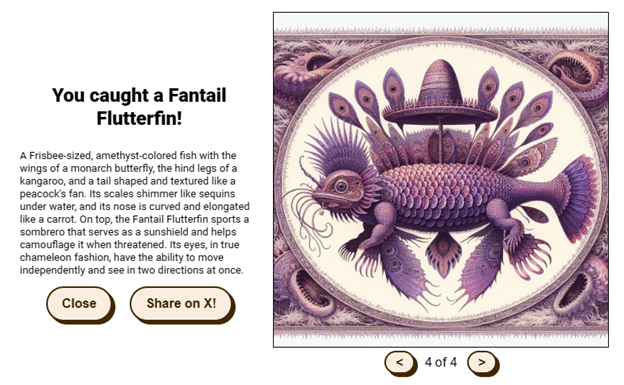 You caught a Fantail
Flutterfin!
A Frisbee-sized, amethyst-colored fish with the
wings of a monarch butterfly, the hind legs of a
kangaroo, and a tail shaped and textured like a
peacock's fan. Its scales shimmer like sequins
under water, and its nose is curved and elongated
like a carrot. On top, the Fantail Flutterfin sports a
sombrero that serves as a sunshield and helps
camouflage it when threatened. Its eyes, in true
chameleon fashion, have the ability to move
independently and see in two directions at once.
Close Share on X!
< 4 of 4 >